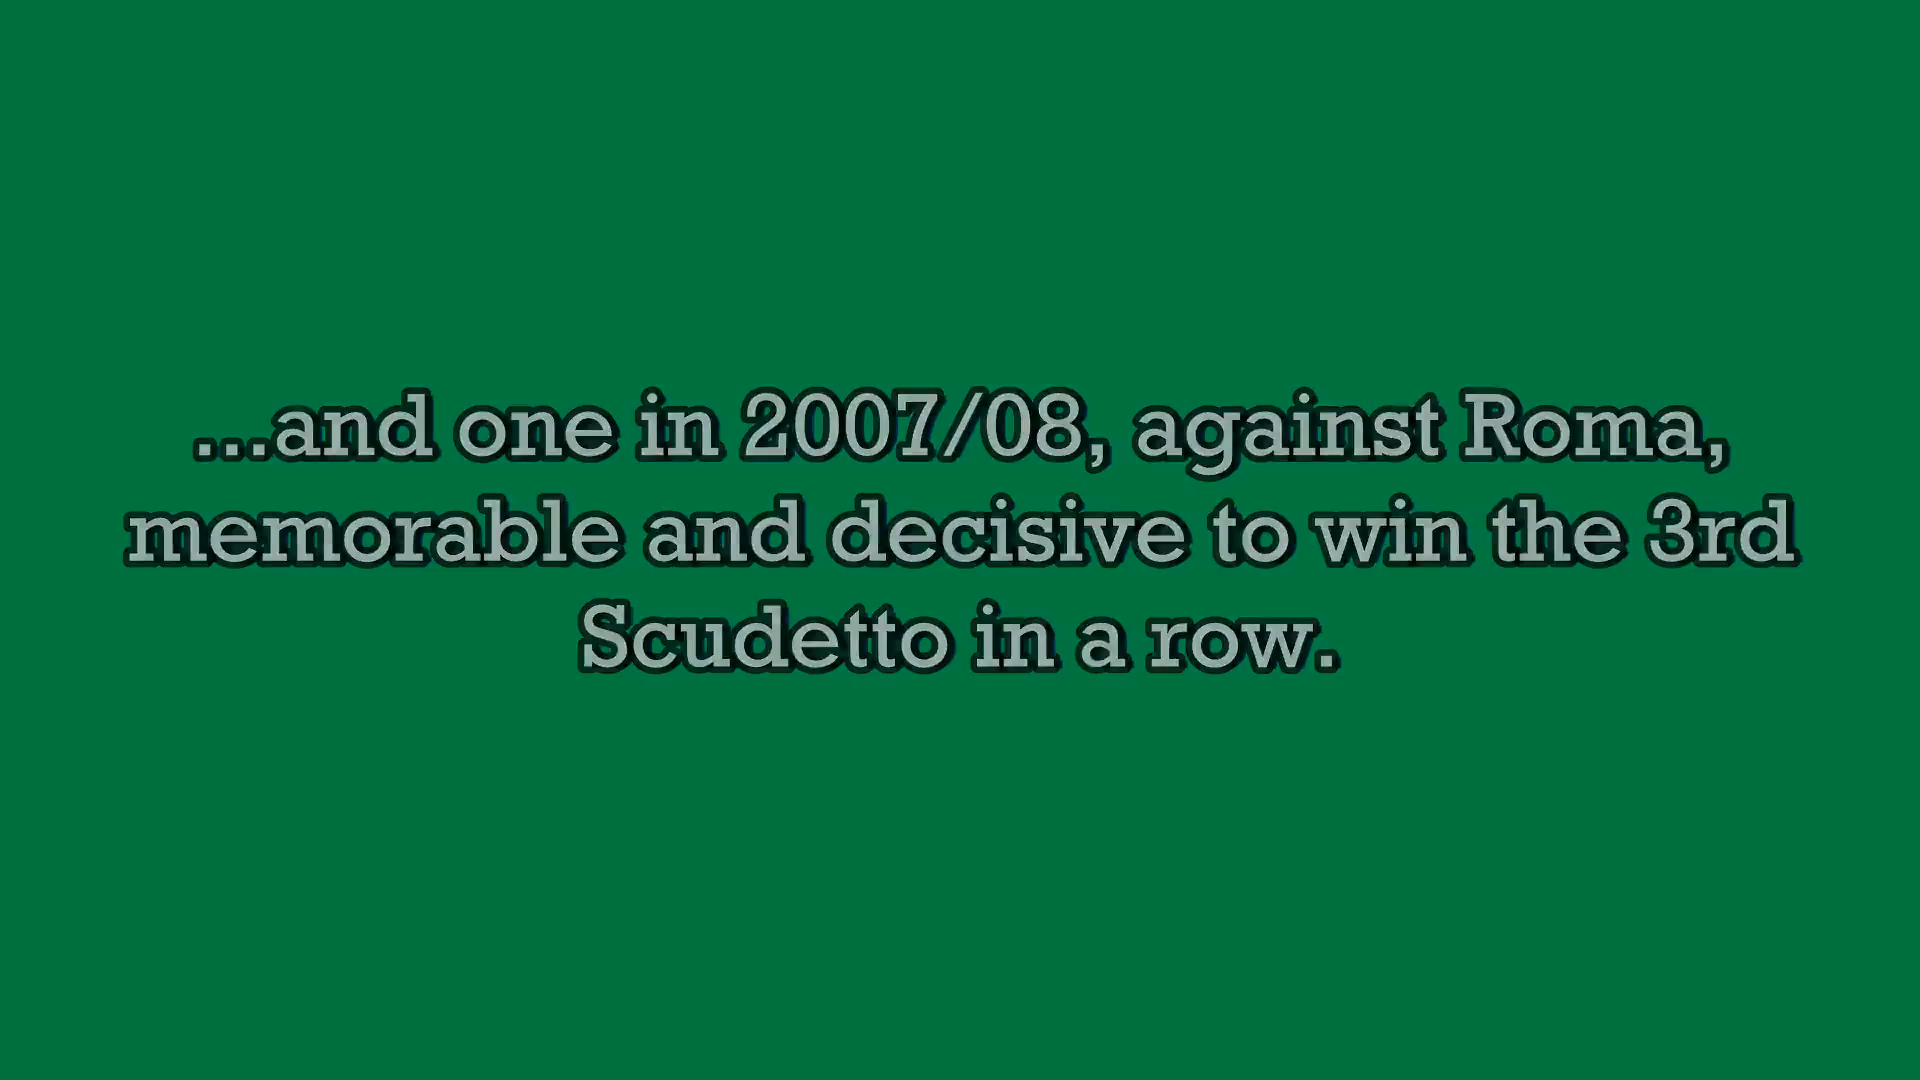 ...and one in 2007/08, against Roma,
memorable and decisive to win the 3rd
Scudetto in a row.